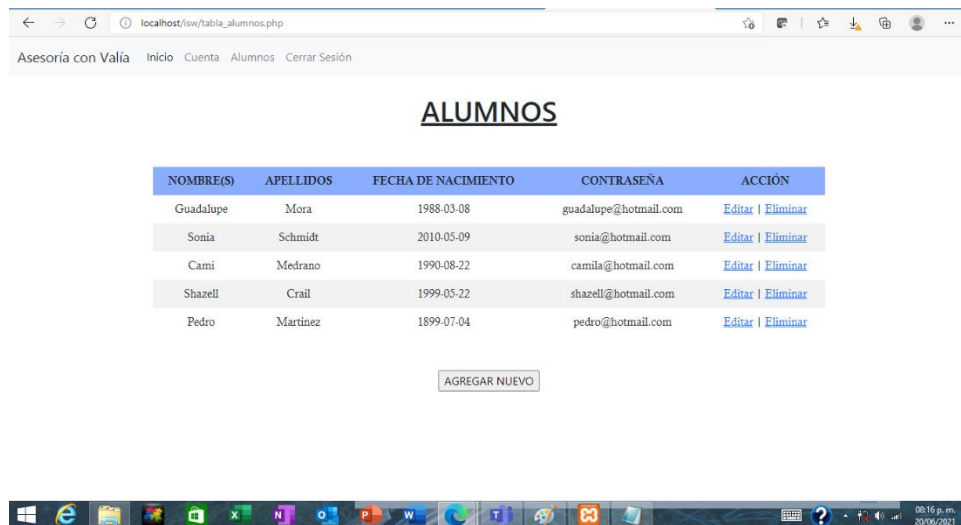 localhost/isw/tabla_alumnos.php
Asesoría con Valía Inicio Cuenta Alumnos Cerrar Sesión
ALUMNOS
NOMBRE(S) APELLIDOS FECHA DE NACIMIENTO CONTRASEÑA ACCIÓN
Guadalupe Mora 1988-03-08 guadalupe@hotmail.com Editar | Eliminar
Sonia Schmidt 2010-05-09 sonia@hotmail.com Editar | Eliminar
Cami Medrano 1990-08-22 camila@hotmail.com Editar | Eliminar
Shazell Crail 1999-05-22 shazell@hotmail.com Editar | Eliminar
Pedro Martinez 1899-07-04 pedro@hotmail.com Editar | Eliminar
AGREGAR NUEVO
08:16 p. m.
20/06/2021